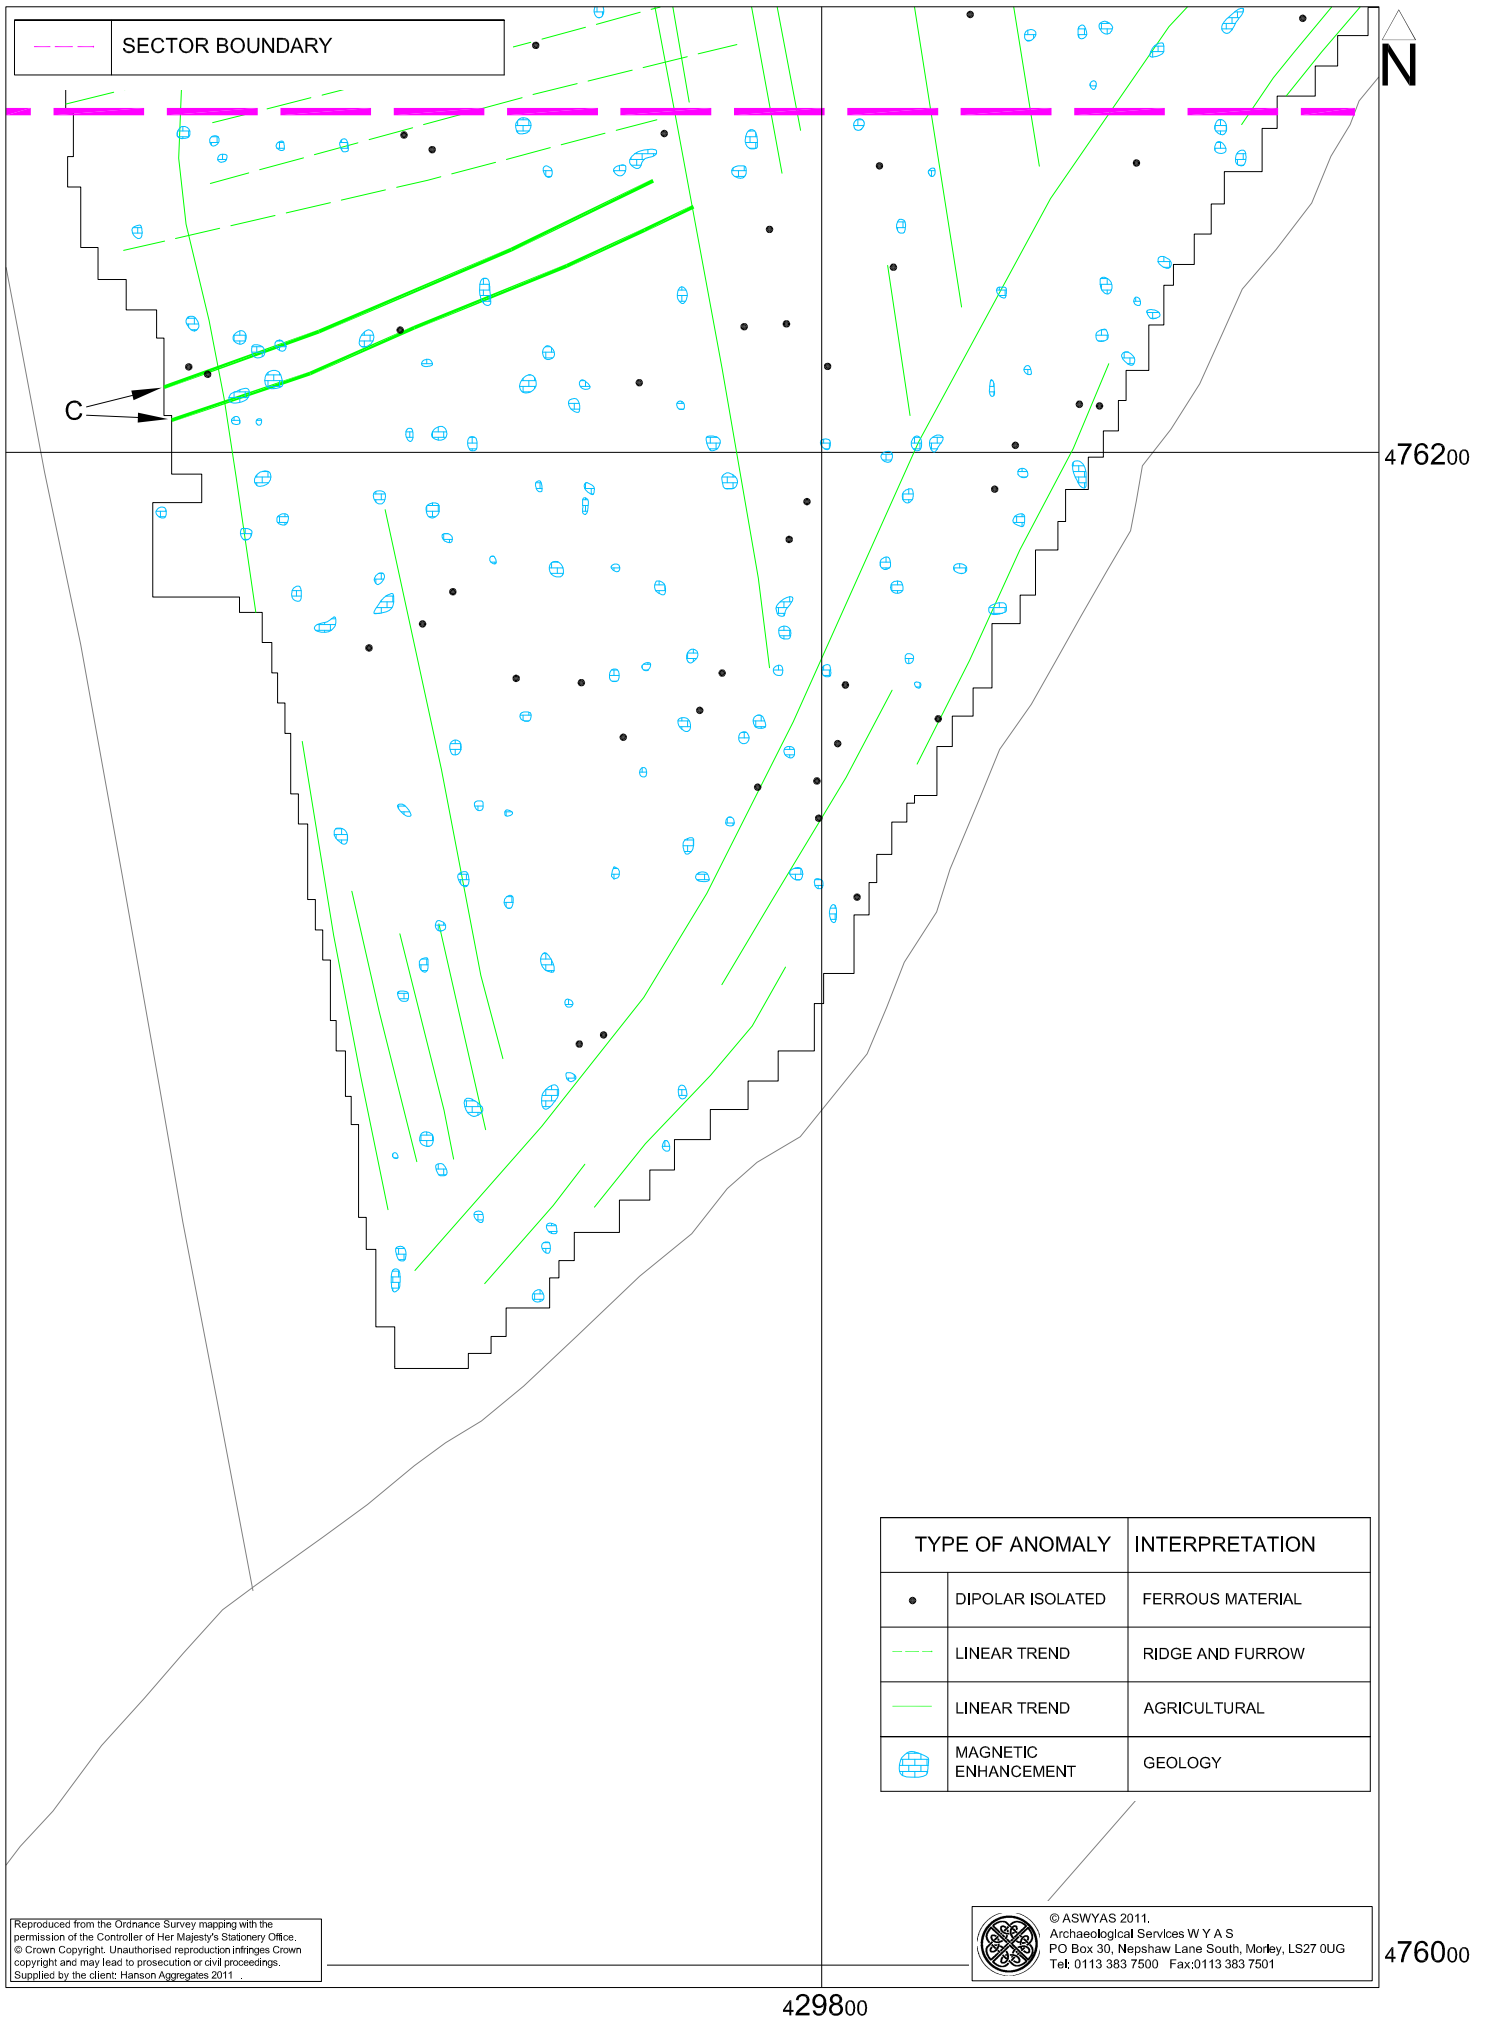 SECTOR BOUNDARY
N
C
476200
TYPE OF ANOMALY INTERPRETATION
DIPOLAR ISOLATED FERROUS MATERIAL
LINEAR TREND RIDGE AND FURROW
LINEAR TREND AGRICULTURAL
MAGNETIC
ENHANCEMENT
GEOLOGY
Reproduced from the Ordnance Survey mapping with the
permission of the Controller of Her Majesty's Stationery Office.
© Crown Copyright. Unauthorised reproduction infringes Crown
copyright and may lead to prosecution or civil proceedings.
Supplied by the client: Hanson Aggregates 2011 .
© ASWYAS 2011.
Archaeological Services W Y A S
PO Box 30, Nepshaw Lane South, Morley, LS27 0UG
Tel: 0113 383 7500 Fax:0113 383 7501
476000
429800